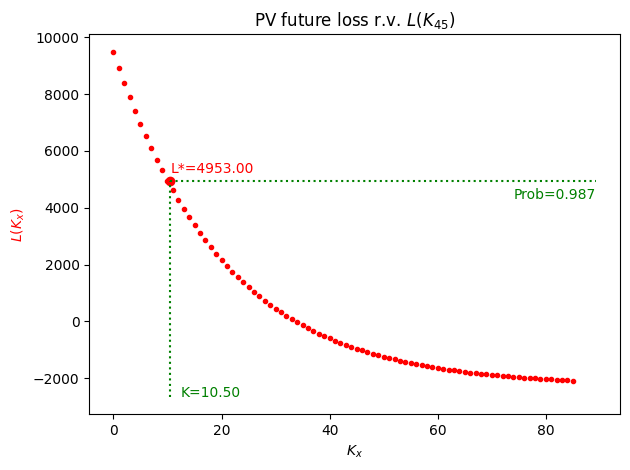 PV future loss r.v. L(K₄₅)
10000
8000
6000
4000
2000
0
−2000
L(Kₓ)
L*=4953.00
Prob=0.987
K=10.50
0 20 40 60 80
Kₓ